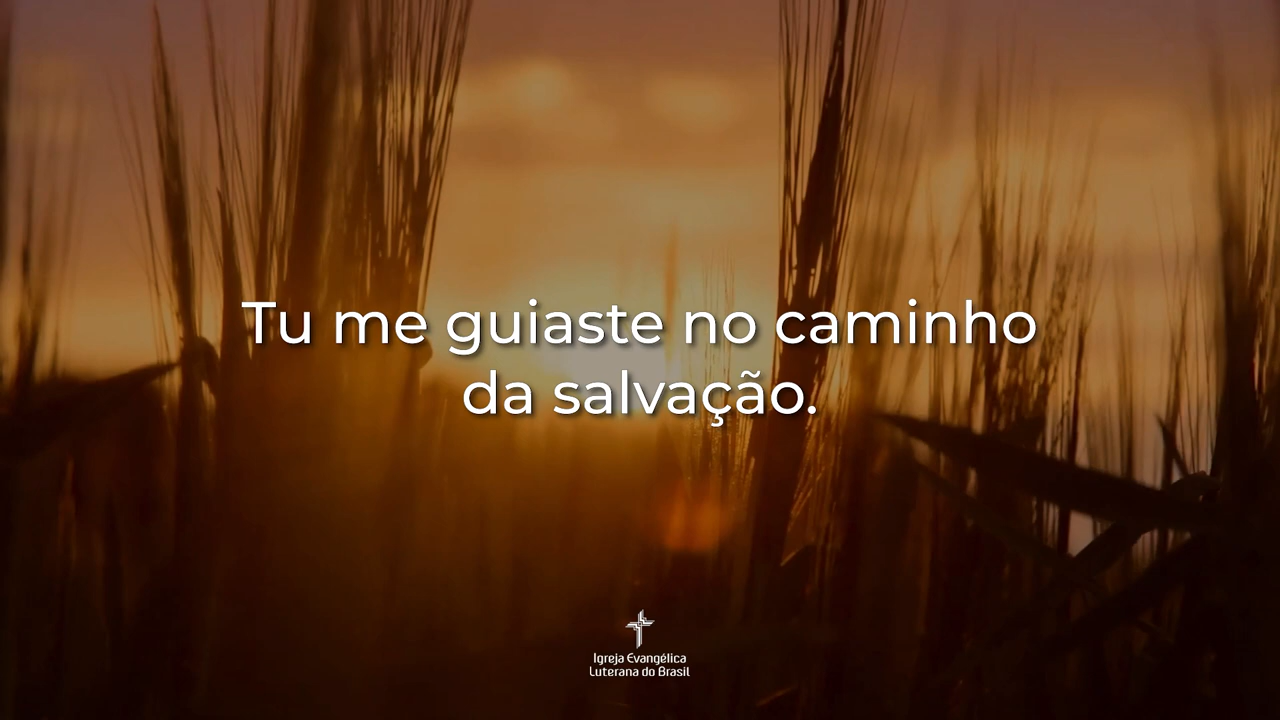 Tu me guiaste no caminho
da salvação.
Igreja Evangélica
Luterana do Brasil